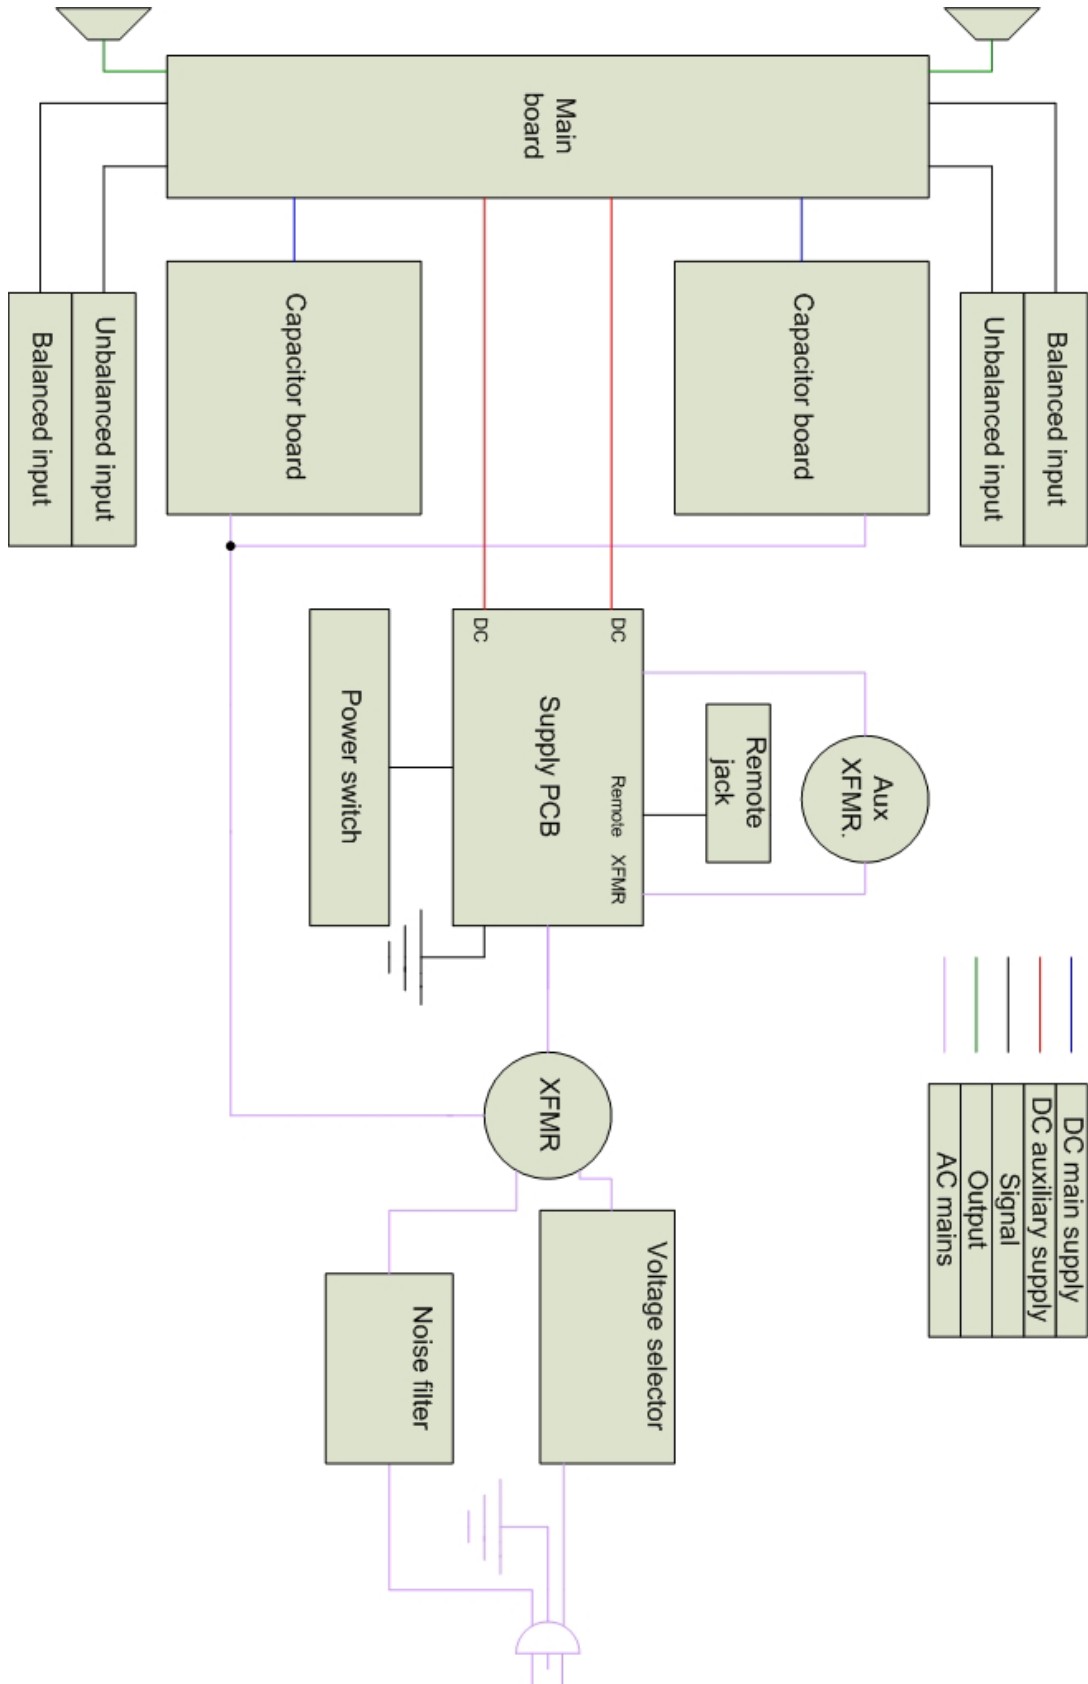 Main
board
Capacitor board
Capacitor board
Unbalanced input
Balanced input
Balanced input
Unbalanced input
DC
DC
Power switch
Supply PCB
Remote
XFMR
Remote
jack
Aux
XFMR.
XFMR
Voltage selector
Noise filter
DC main supply
DC auxiliary supply
Signal
Output
AC mains